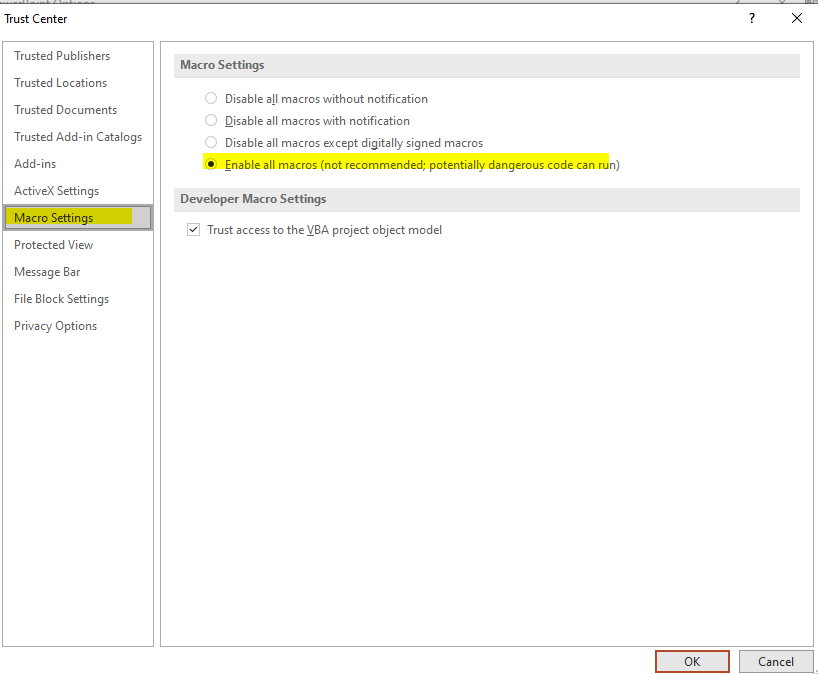 PowerPoint Options
Trust Center
?
Trusted Publishers
Trusted Locations
Trusted Documents
Trusted Add-in Catalogs
Add-ins
ActiveX Settings
Macro Settings
Protected View
Message Bar
File Block Settings
Privacy Options
Macro Settings
Disable all macros without notification
Disable all macros with notification
Disable all macros except digitally signed macros
Enable all macros (not recommended; potentially dangerous code can run)
Developer Macro Settings
Trust access to the VBA project object model
OK
Cancel